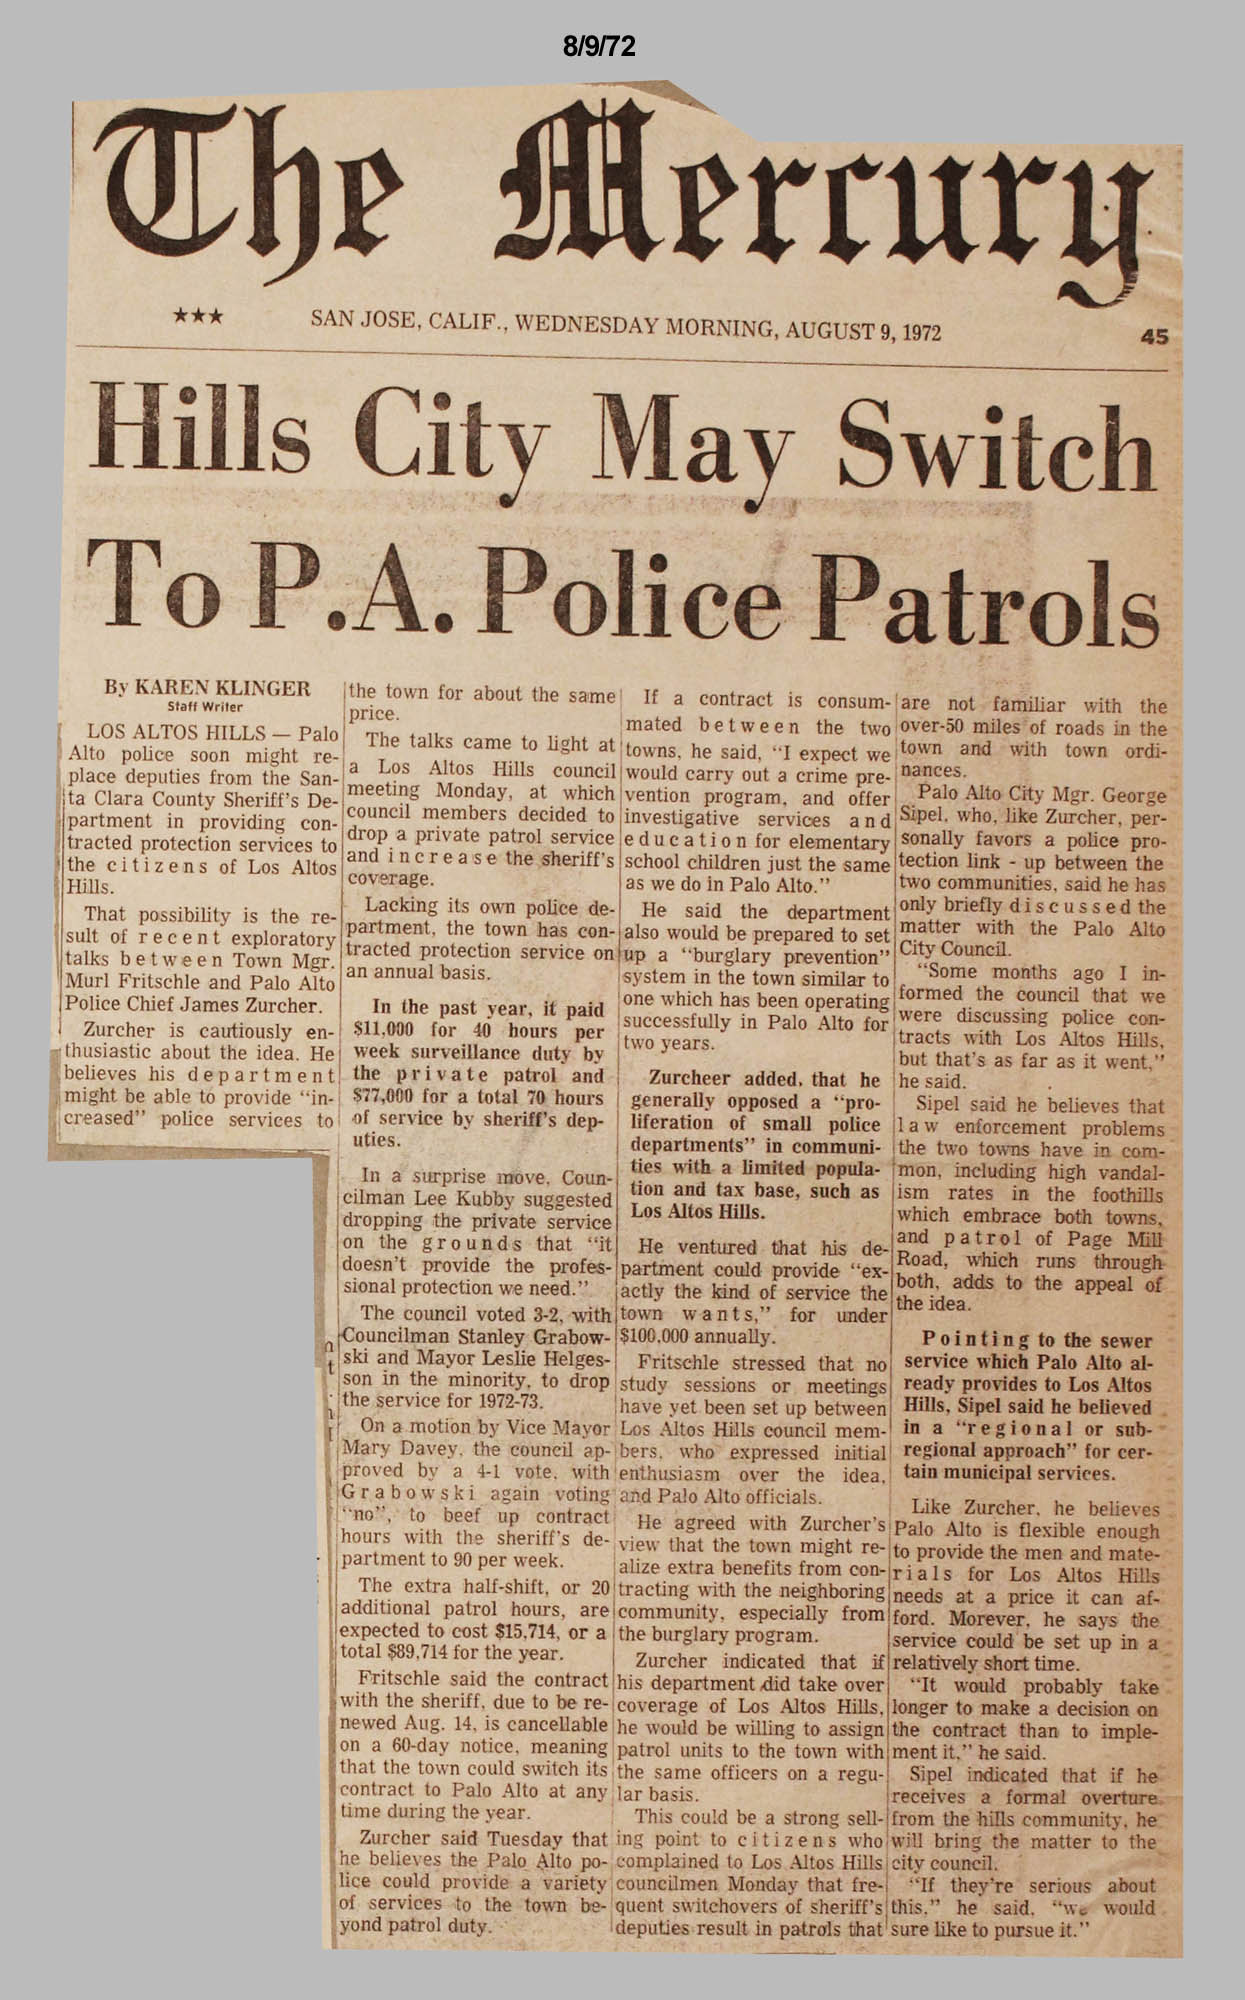 8/9/72
The Mercury
★★★ SAN JOSE, CALIF., WEDNESDAY MORNING, AUGUST 9, 1972 45
Hills City May Switch
To P.A. Police Patrols
By KAREN KLINGER
Staff Writer
LOS ALTOS HILLS — Palo
Alto police soon might re-
place deputies from the San-
ta Clara County Sheriff's De-
partment in providing con-
tracted protection services to
the citizens of Los Altos
Hills.
That possibility is the re-
sult of recent exploratory
talks between Town Mgr.
Murl Fritschle and Palo Alto
Police Chief James Zurcher.
Zurcher is cautiously en-
thusiastic about the idea. He
believes his department
might be able to provide "in-
creased" police services to
the town for about the same
price.
The talks came to light at
a Los Altos Hills council
meeting Monday, at which
council members decided to
drop a private patrol service
and increase the sheriff's
coverage.
Lacking its own police de-
partment, the town has con-
tracted protection service on
an annual basis.
In the past year, it paid
$11,000 for 40 hours per
week surveillance duty by
the private patrol and
$77,000 for a total 70 hours
of service by sheriff's dep-
uties.
In a surprise move, Coun-
cilman Lee Kubby suggested
dropping the private service
on the grounds that "it
doesn't provide the profes-
sional protection we need."
The council voted 3-2, with
Councilman Stanley Grabow-
ski and Mayor Leslie Helges-
son in the minority, to drop
the service for 1972-73.
On a motion by Vice Mayor
Mary Davey, the council ap-
proved by a 4-1 vote, with
Grabowski again voting
"no", to beef up contract
hours with the sheriff's de-
partment to 90 per week.
The extra half-shift, or 20
additional patrol hours, are
expected to cost $15,714, or a
total $89,714 for the year.
Fritschle said the contract
with the sheriff, due to be re-
newed Aug. 14, is cancellable
on a 60-day notice, meaning
that the town could switch its
contract to Palo Alto at any
time during the year.
Zurcher said Tuesday that
he believes the Palo Alto po-
lice could provide a variety
of services to the town be-
yond patrol duty.
If a contract is consum-
mated between the two
towns, he said, "I expect we
would carry out a crime pre-
vention program, and offer
investigative services and
education for elementary
school children just the same
as we do in Palo Alto."
He said the department
also would be prepared to set
up a "burglary prevention"
system in the town similar to
one which has been operating
successfully in Palo Alto for
two years.
Zurcheer added, that he
generally opposed a "pro-
liferation of small police
departments" in communi-
ties with a limited popula-
tion and tax base, such as
Los Altos Hills.
He ventured that his de-
partment could provide "ex-
actly the kind of service the
town wants," for under
$100,000 annually.
Fritschle stressed that no
study sessions or meetings
have yet been set up between
Los Altos Hills council mem-
bers, who expressed initial
enthusiasm over the idea,
and Palo Alto officials.
He agreed with Zurcher's
view that the town might re-
alize extra benefits from con-
tracting with the neighboring
community, especially from
the burglary program.
Zurcher indicated that if
his department did take over
coverage of Los Altos Hills,
he would be willing to assign
patrol units to the town with
the same officers on a regu-
lar basis.
This could be a strong sell-
ing point to citizens who
complained to Los Altos Hills
councilmen Monday that fre-
quent switchovers of sheriff's
deputies result in patrols that
are not familiar with the
over-50 miles of roads in the
town and with town ordi-
nances.
Palo Alto City Mgr. George
Sipel, who, like Zurcher, per-
sonally favors a police pro-
tection link - up between the
two communities, said he has
only briefly discussed the
matter with the Palo Alto
City Council.
"Some months ago I in-
formed the council that we
were discussing police con-
tracts with Los Altos Hills,
but that's as far as it went,"
he said.
Sipel said he believes that
law enforcement problems
the two towns have in com-
mon, including high vandal-
ism rates in the foothills
which embrace both towns,
and patrol of Page Mill
Road, which runs through
both, adds to the appeal of
the idea.
Pointing to the sewer
service which Palo Alto al-
ready provides to Los Altos
Hills, Sipel said he believed
in a "regional or sub-
regional approach" for cer-
tain municipal services.
Like Zurcher, he believes
Palo Alto is flexible enough
to provide the men and mate-
rials for Los Altos Hills
needs at a price it can af-
ford. Morever, he says the
service could be set up in a
relatively short time.
"It would probably take
longer to make a decision on
the contract than to imple-
ment it," he said.
Sipel indicated that if he
receives a formal overture
from the hills community, he
will bring the matter to the
city council.
"If they're serious about
this," he said, "we would
sure like to pursue it."